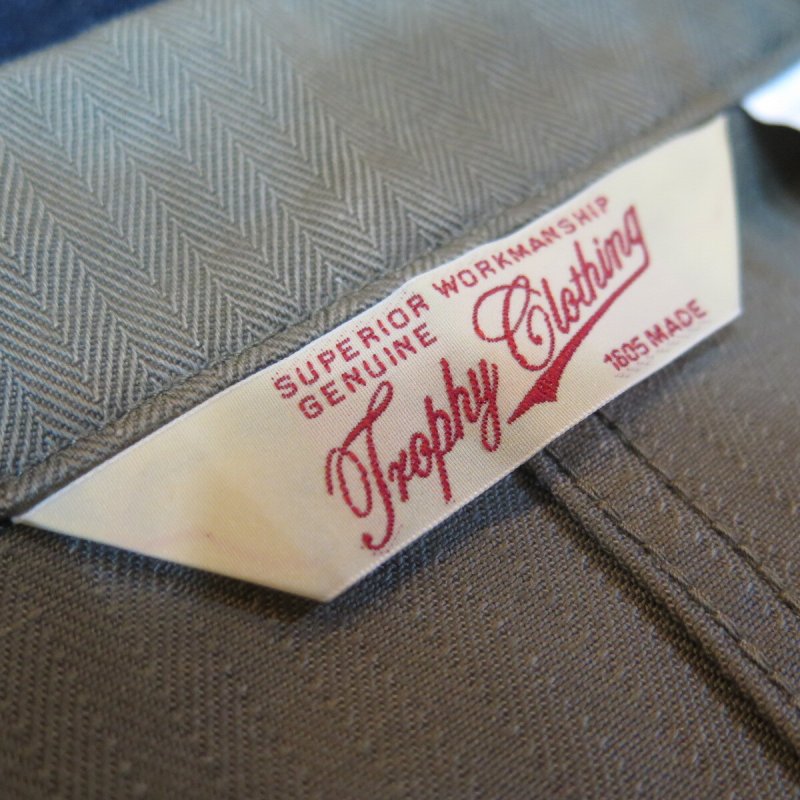 SUPERIOR WORKMANSHIP
GENUINE
Trophy Clothing
1605 MADE